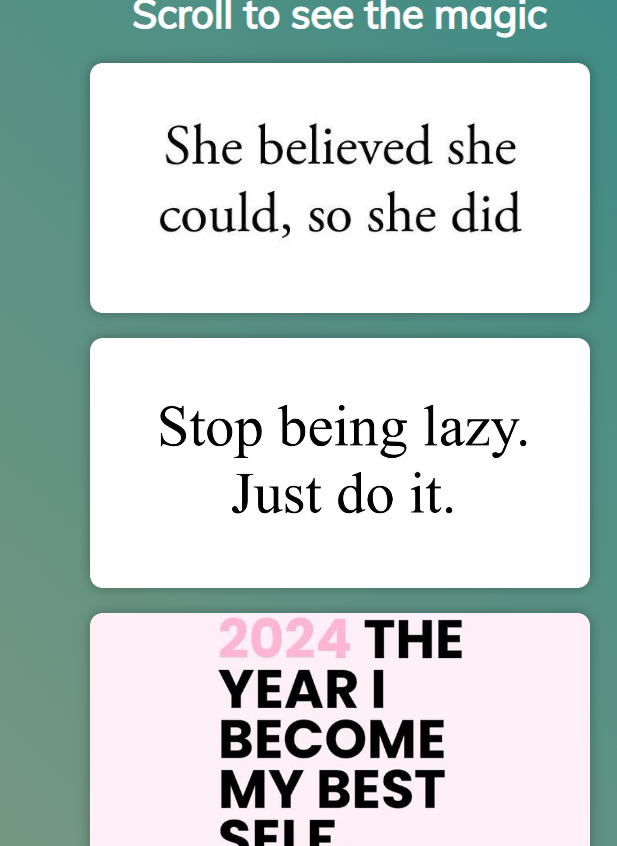 Scroll to see the magic
She believed she
could, so she did
Stop being lazy.
Just do it.
2024 THE
YEAR I
BECOME
MY BEST
SELF